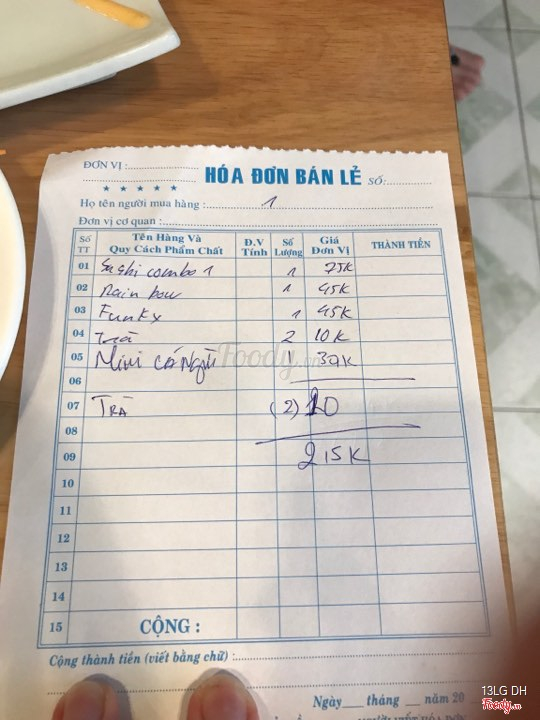 ĐƠN VỊ :
HÓA ĐƠN BÁN LẺ SỐ:
★ ★ ★ ★ ★
Họ tên người mua hàng : 1
Đơn vị cơ quan :
Số TT Tên Hàng Và Quy Cách Phẩm Chất Đ.V Tính Số Lượng Giá Đơn Vị THÀNH TIỀN
01 Sushi combo 1 1 75K
02 Rain bow 1 45K
03 Funky 1 45K
04 Trà 2 10K
05 Mini cá Ngừ 1
06
07 TRÀ (2)
08
09 215K
10
11
12
13
14
15 CỘNG :
Cộng thành tiền (viết bằng chữ) :
Ngày tháng năm 20
Foody.vn
13LG DH
Foody.vn